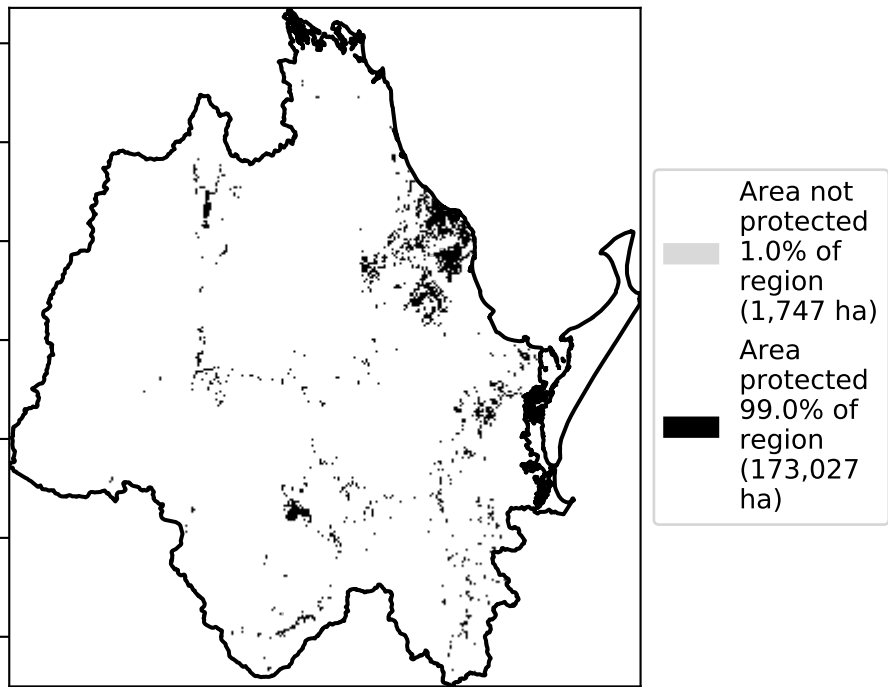 Area not
protected
1.0% of
region
(1,747 ha)
Area
protected
99.0% of
region
(173,027
ha)